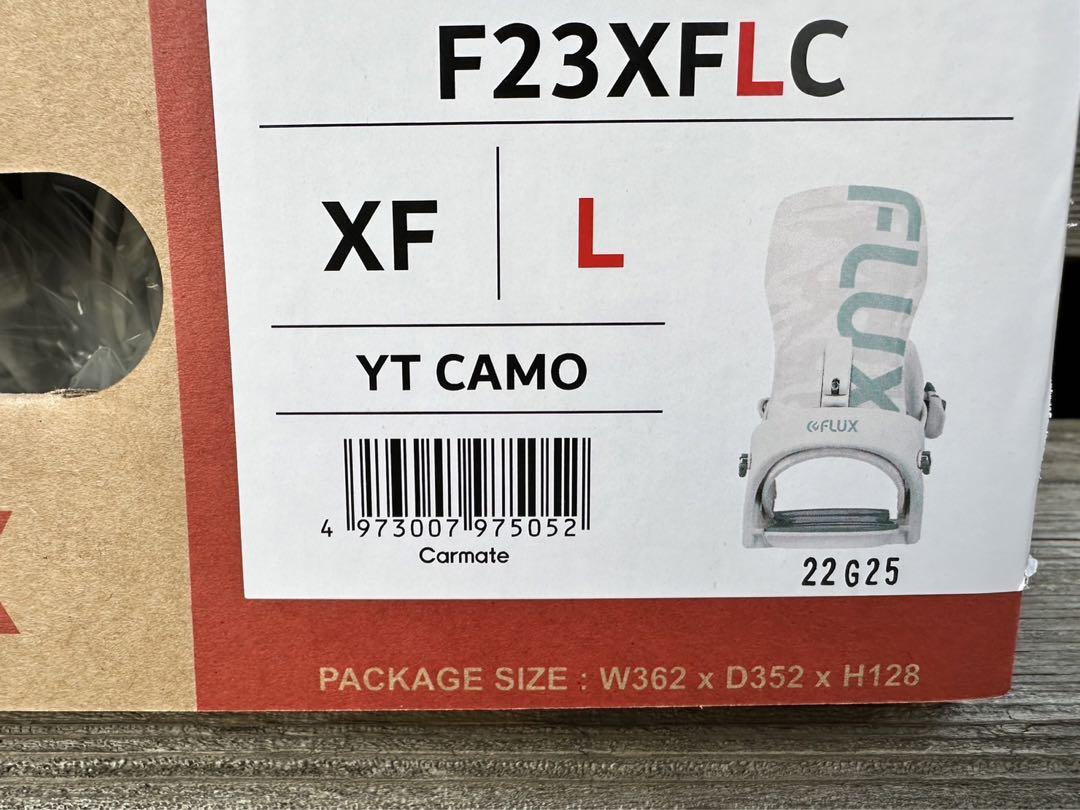 F23XFLC
XF
L
YT CAMO
FLUX
FLUX
4 973007 975052
Carmate
22G25
PACKAGE SIZE : W362 x D352 x H128